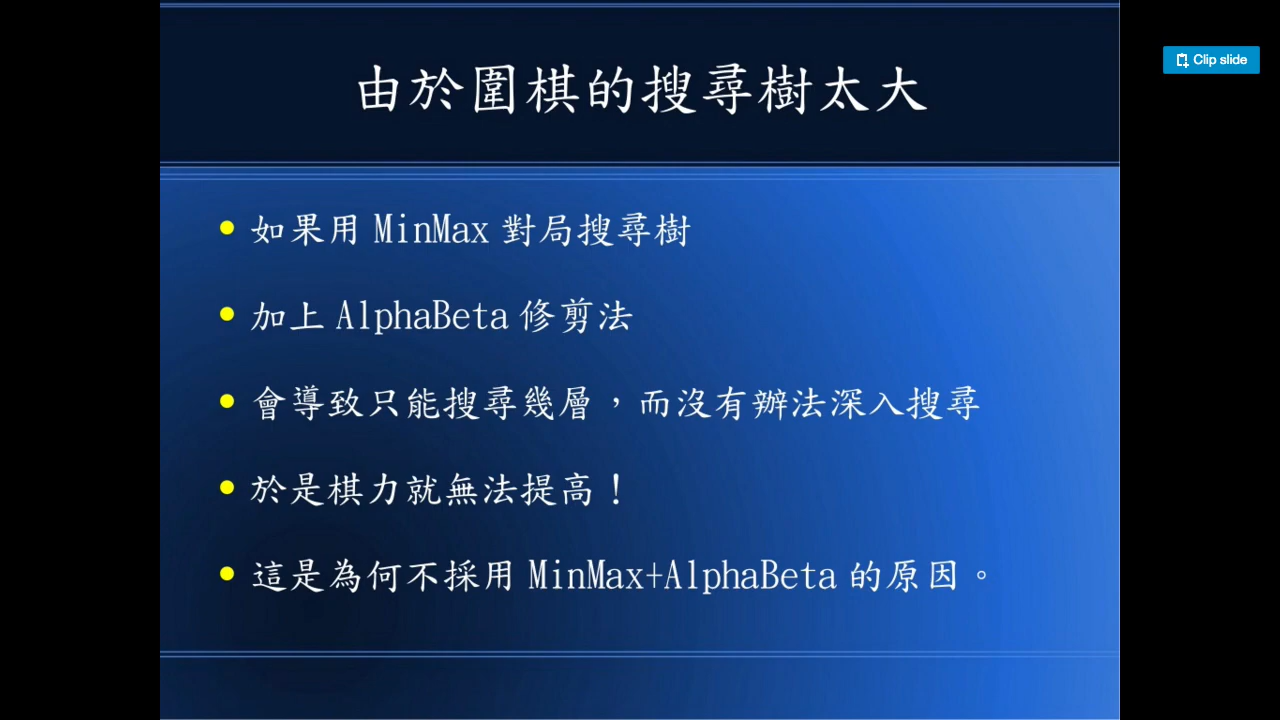 Clip slide
由於圍棋的搜尋樹太大
如果用 MinMax 對局搜尋樹
加上 AlphaBeta 修剪法
會導致只能搜尋幾層，而沒有辦法深入搜尋
於是棋力就無法提高！
這是為何不採用 MinMax+AlphaBeta 的原因。